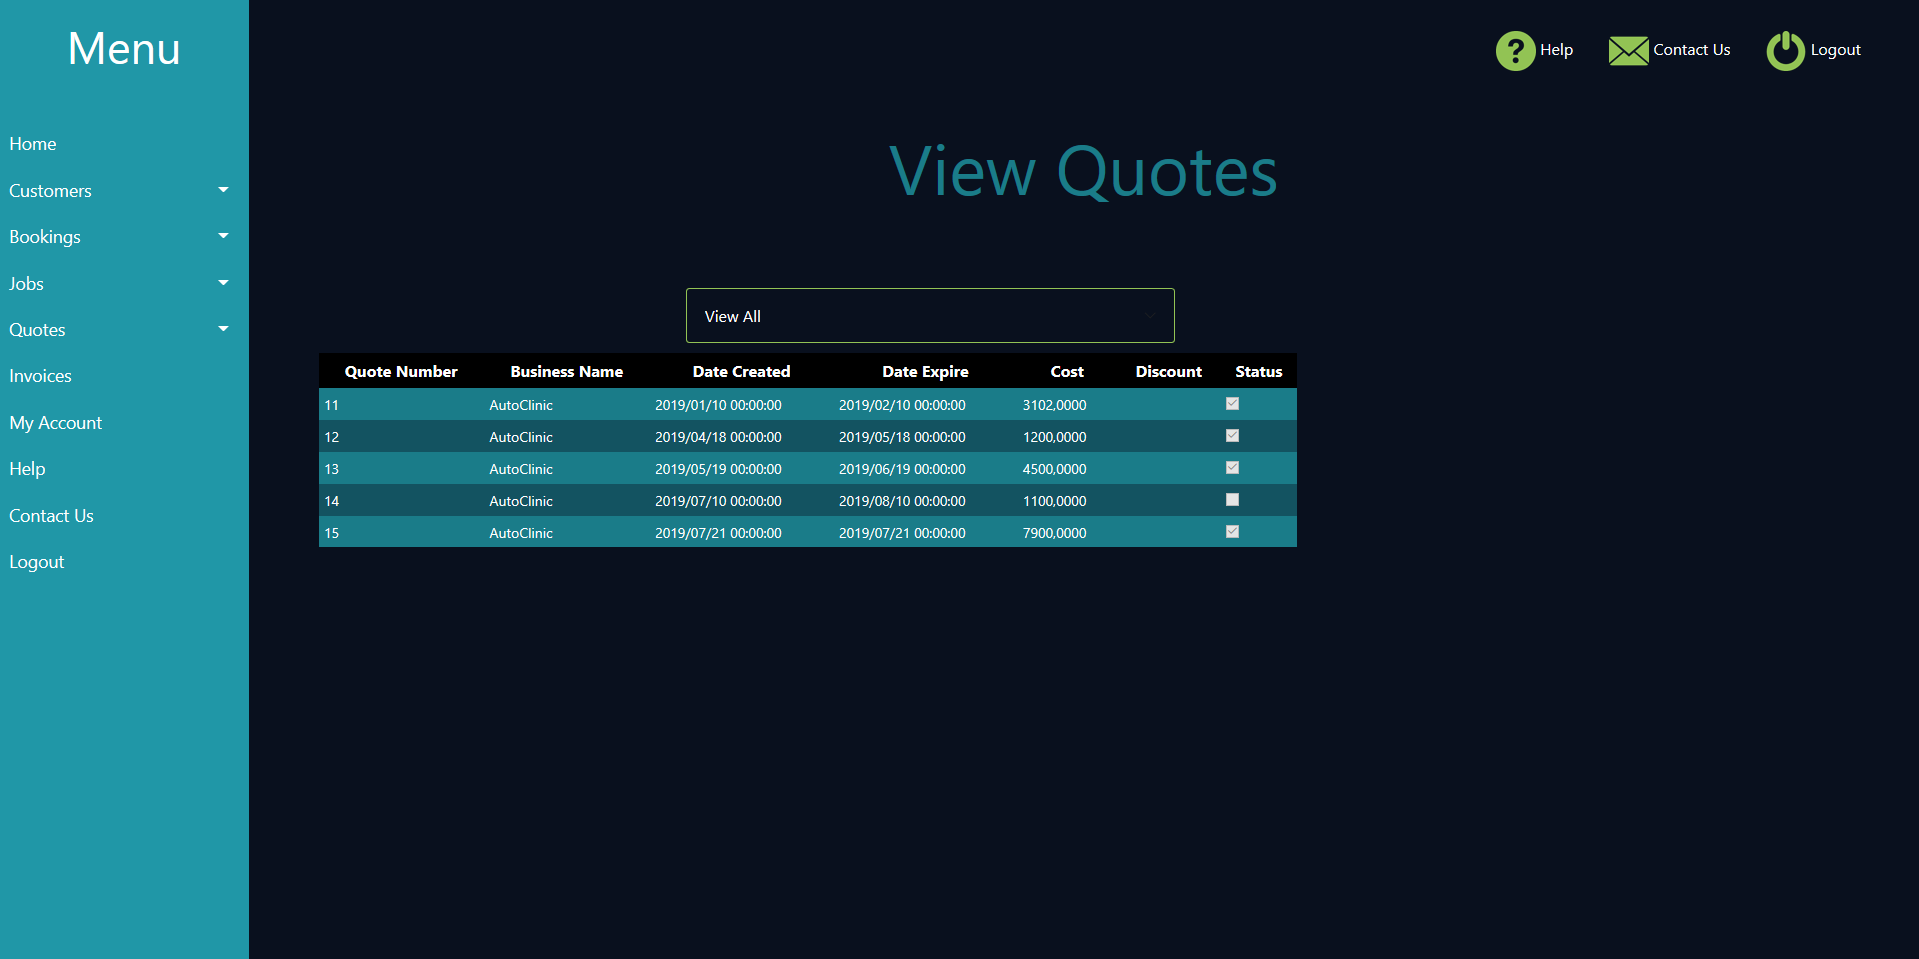 Menu
Help Contact Us Logout
Home
Customers
Bookings
Jobs
Quotes
Invoices
My Account
Help
Contact Us
Logout
View Quotes
View All
Quote Number Business Name Date Created Date Expire Cost Discount Status
11 AutoClinic 2019/01/10 00:00:00 2019/02/10 00:00:00 3102,0000
12 AutoClinic 2019/04/18 00:00:00 2019/05/18 00:00:00 1200,0000
13 AutoClinic 2019/05/19 00:00:00 2019/06/19 00:00:00 4500,0000
14 AutoClinic 2019/07/10 00:00:00 2019/08/10 00:00:00 1100,0000
15 AutoClinic 2019/07/21 00:00:00 2019/07/21 00:00:00 7900,0000